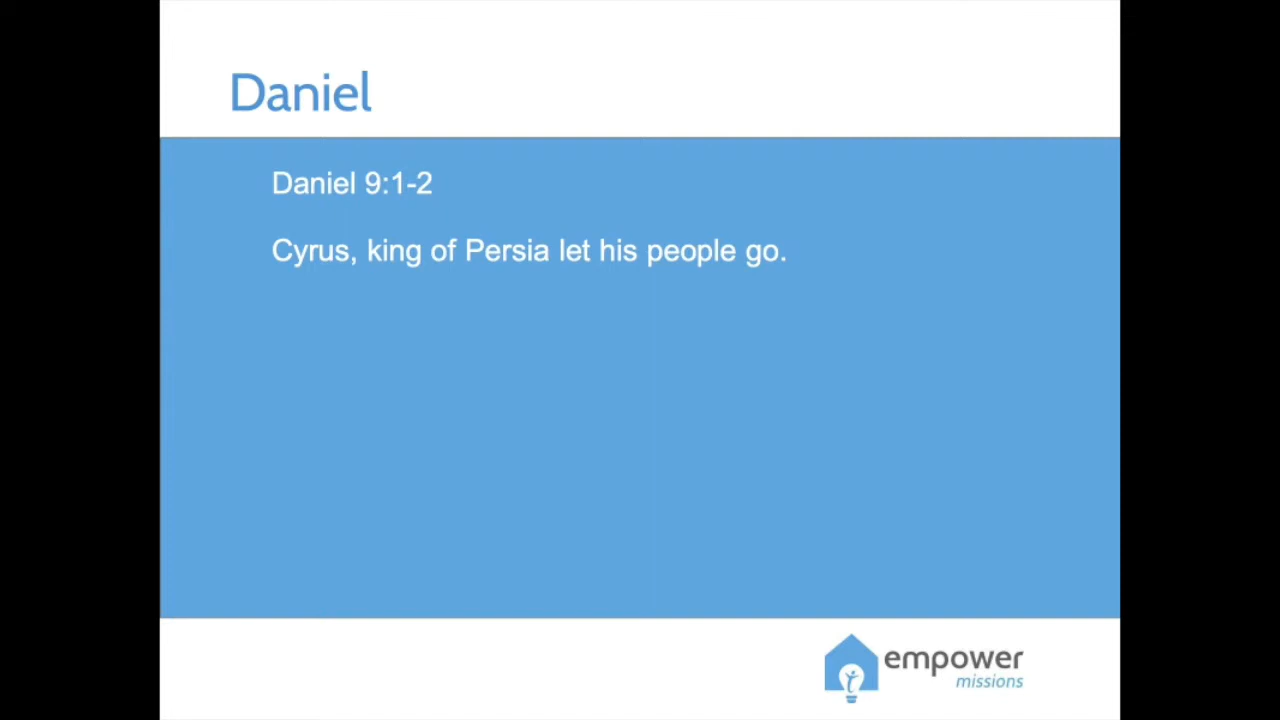 Daniel
Daniel 9:1-2
Cyrus, king of Persia let his people go.
empower
missions